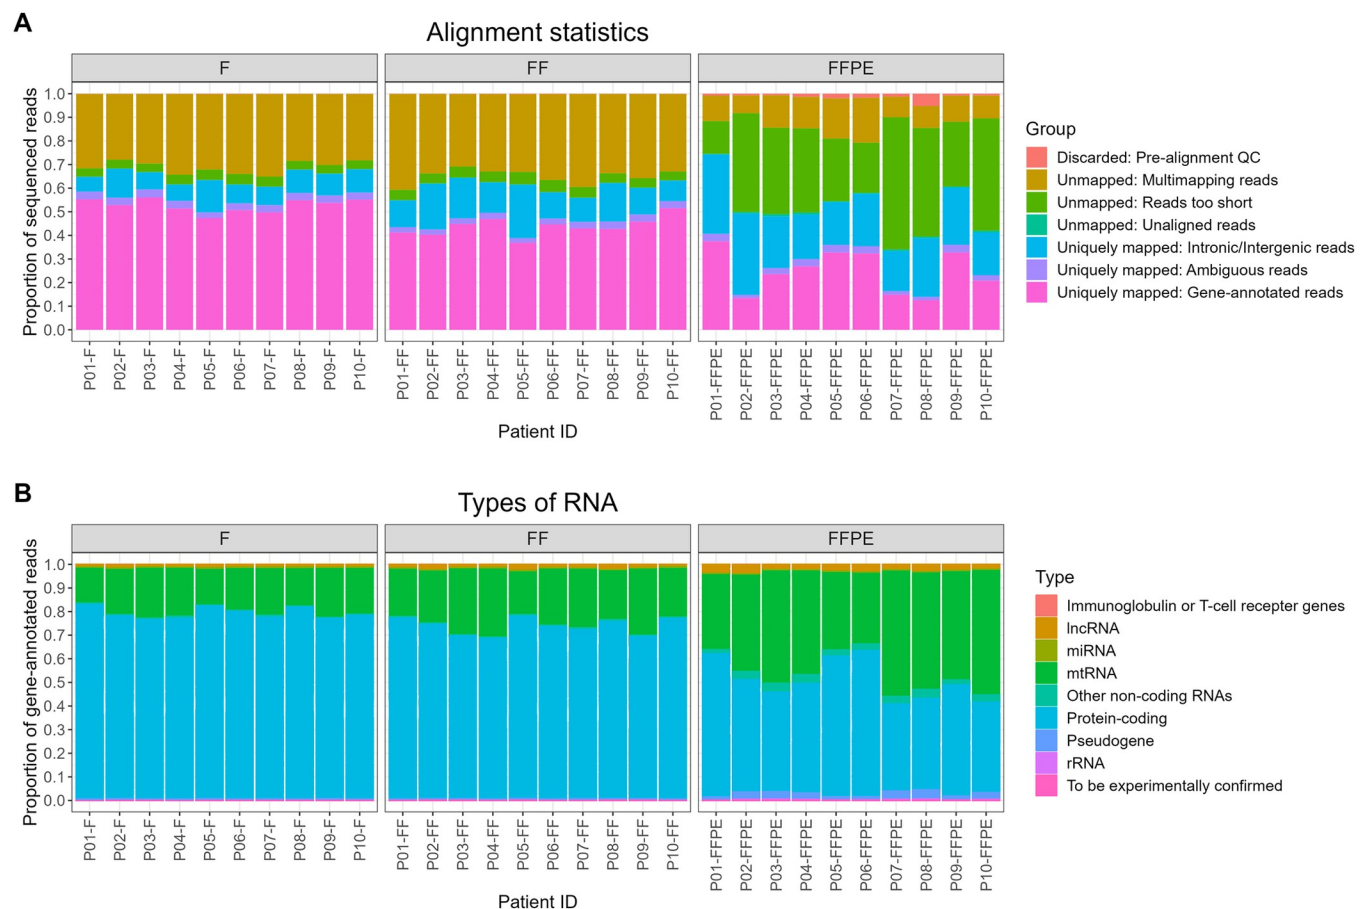 A
Alignment statistics
F
FF
FFPE
Proportion of sequenced reads
1.0
0.9
0.8
0.7
0.6
0.5
0.4
0.3
0.2
0.1
0.0
P01-F
P02-F
P03-F
P04-F
P05-F
P06-F
P07-F
P08-F
P09-F
P10-F
P01-FF
P02-FF
P03-FF
P04-FF
P05-FF
P06-FF
P07-FF
P08-FF
P09-FF
P10-FF
P01-FFPE
P02-FFPE
P03-FFPE
P04-FFPE
P05-FFPE
P06-FFPE
P07-FFPE
P08-FFPE
P09-FFPE
P10-FFPE
Patient ID
Group
Discarded: Pre-alignment QC
Unmapped: Multimapping reads
Unmapped: Reads too short
Unmapped: Unaligned reads
Uniquely mapped: Intronic/Intergenic reads
Uniquely mapped: Ambiguous reads
Uniquely mapped: Gene-annotated reads
B
Types of RNA
F
FF
FFPE
Proportion of gene-annotated reads
1.0
0.9
0.8
0.7
0.6
0.5
0.4
0.3
0.2
0.1
0.0
P01-F
P02-F
P03-F
P04-F
P05-F
P06-F
P07-F
P08-F
P09-F
P10-F
P01-FF
P02-FF
P03-FF
P04-FF
P05-FF
P06-FF
P07-FF
P08-FF
P09-FF
P10-FF
P01-FFPE
P02-FFPE
P03-FFPE
P04-FFPE
P05-FFPE
P06-FFPE
P07-FFPE
P08-FFPE
P09-FFPE
P10-FFPE
Patient ID
Type
Immunoglobulin or T-cell recepter genes
lncRNA
miRNA
mtRNA
Other non-coding RNAs
Protein-coding
Pseudogene
rRNA
To be experimentally confirmed